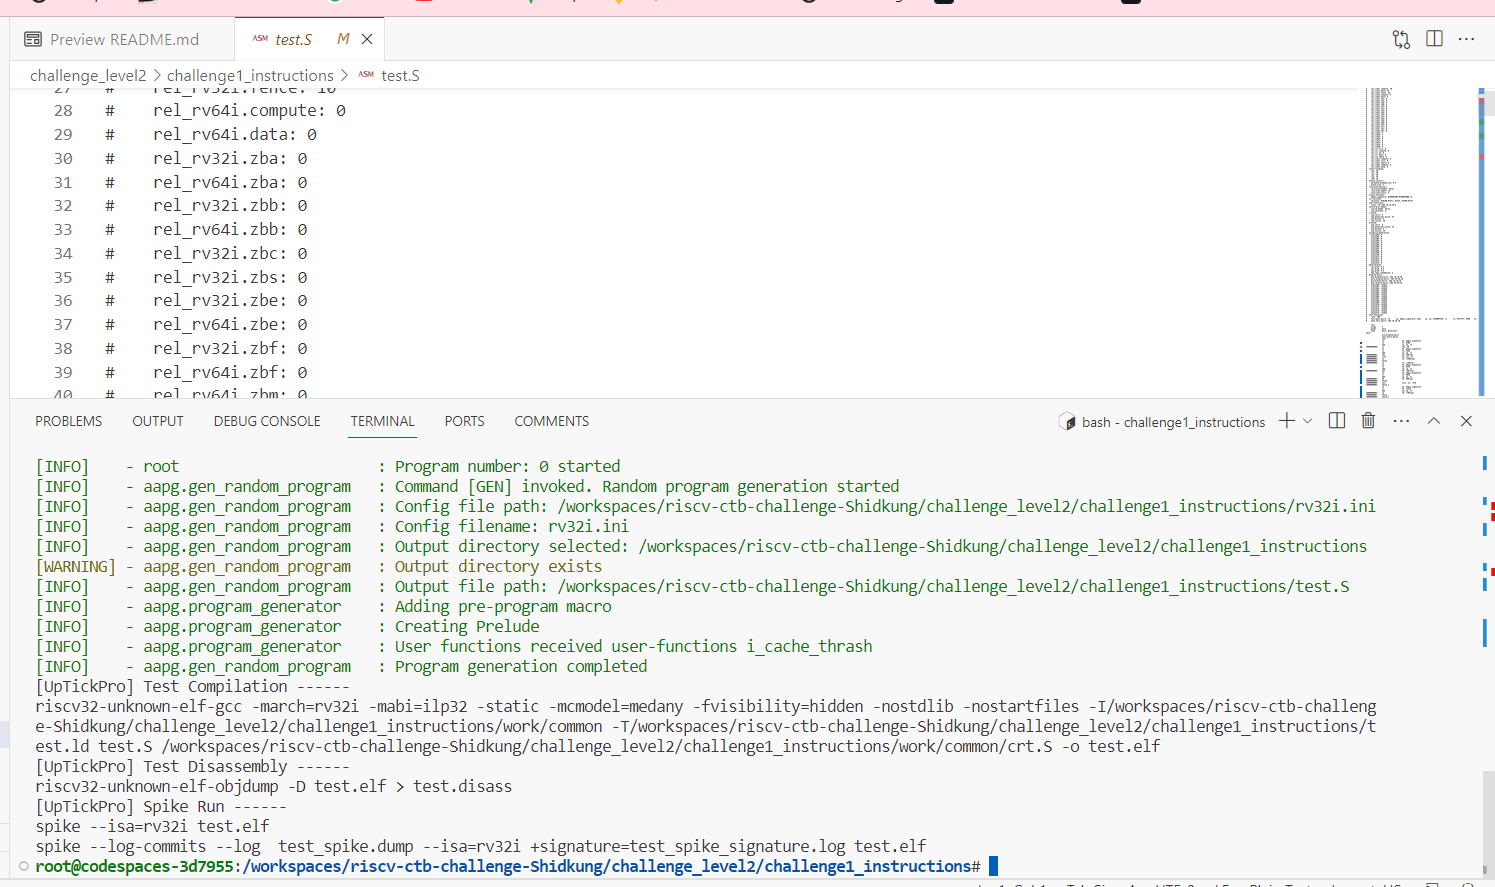 Preview README.md
ASM test.S M
challenge_level2 > challenge1_instructions > ASM test.S
27 # rel_rv32i.fence: 10
28 # rel_rv64i.compute: 0
29 # rel_rv64i.data: 0
30 # rel_rv32i.zba: 0
31 # rel_rv64i.zba: 0
32 # rel_rv32i.zbb: 0
33 # rel_rv64i.zbb: 0
34 # rel_rv32i.zbc: 0
35 # rel_rv32i.zbs: 0
36 # rel_rv32i.zbe: 0
37 # rel_rv64i.zbe: 0
38 # rel_rv32i.zbf: 0
39 # rel_rv64i.zbf: 0
40 # rel_rv32i.zbm: 0
PROBLEMS OUTPUT DEBUG CONSOLE TERMINAL PORTS COMMENTS bash - challenge1_instructions
[INFO] - root : Program number: 0 started
[INFO] - aapg.gen_random_program : Command [GEN] invoked. Random program generation started
[INFO] - aapg.gen_random_program : Config file path: /workspaces/riscv-ctb-challenge-Shidkung/challenge_level2/challenge1_instructions/rv32i.ini
[INFO] - aapg.gen_random_program : Config filename: rv32i.ini
[INFO] - aapg.gen_random_program : Output directory selected: /workspaces/riscv-ctb-challenge-Shidkung/challenge_level2/challenge1_instructions
[WARNING] - aapg.gen_random_program : Output directory exists
[INFO] - aapg.gen_random_program : Output file path: /workspaces/riscv-ctb-challenge-Shidkung/challenge_level2/challenge1_instructions/test.S
[INFO] - aapg.program_generator : Adding pre-program macro
[INFO] - aapg.program_generator : Creating Prelude
[INFO] - aapg.program_generator : User functions received user-functions i_cache_thrash
[INFO] - aapg.gen_random_program : Program generation completed
[UpTickPro] Test Compilation ------
riscv32-unknown-elf-gcc -march=rv32i -mabi=ilp32 -static -mcmodel=medany -fvisibility=hidden -nostdlib -nostartfiles -I/workspaces/riscv-ctb-challeng
e-Shidkung/challenge_level2/challenge1_instructions/work/common -T/workspaces/riscv-ctb-challenge-Shidkung/challenge_level2/challenge1_instructions/t
est.ld test.S /workspaces/riscv-ctb-challenge-Shidkung/challenge_level2/challenge1_instructions/work/common/crt.S -o test.elf
[UpTickPro] Test Disassembly ------
riscv32-unknown-elf-objdump -D test.elf > test.disass
[UpTickPro] Spike Run ------
spike --isa=rv32i test.elf
spike --log-commits --log test_spike.dump --isa=rv32i +signature=test_spike_signature.log test.elf
root@codespaces-3d7955:/workspaces/riscv-ctb-challenge-Shidkung/challenge_level2/challenge1_instructions#